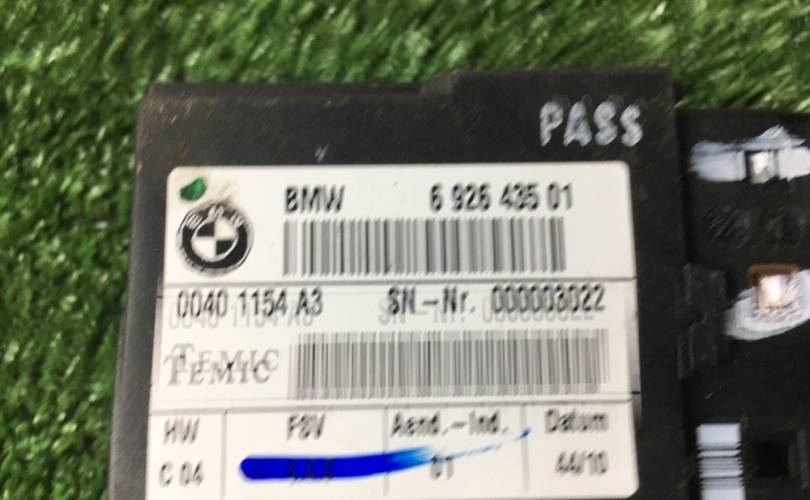 PASS
BMW 6 926 435 01
0040 1154 A3 SN-Nr. 000003022
TEMIC
HW FSV Aend.-Ind. Datum
C 04 01 44/10